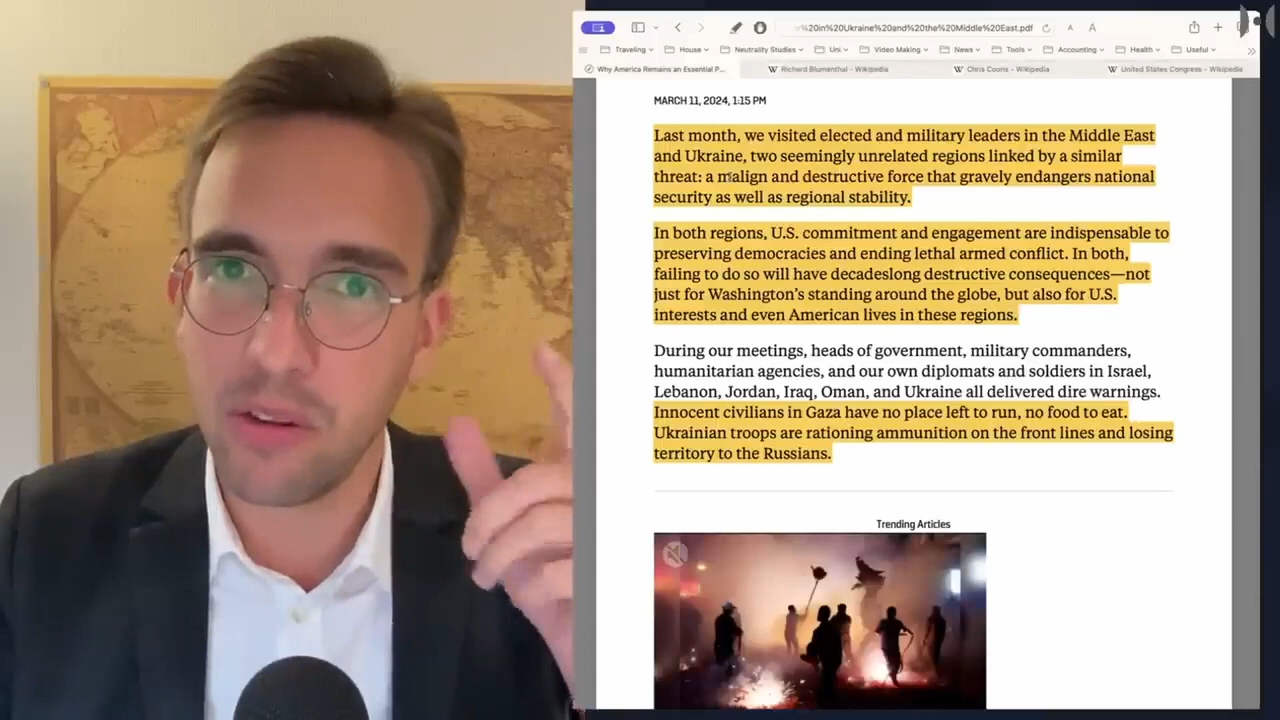 r%20in%20Ukraine%20and%20the%20Middle%20East.pdf
A A
Traveling House Neutrality Studies Uni Video Making News Tools Accounting Health Useful
Why America Remains an Essential P... Richard Blumenthal - Wikipedia Chris Coons - Wikipedia United States Congress - Wikipedia
MARCH 11, 2024, 1:15 PM
Last month, we visited elected and military leaders in the Middle East
and Ukraine, two seemingly unrelated regions linked by a similar
threat: a malign and destructive force that gravely endangers national
security as well as regional stability.
In both regions, U.S. commitment and engagement are indispensable to
preserving democracies and ending lethal armed conflict. In both,
failing to do so will have decadeslong destructive consequences—not
just for Washington's standing around the globe, but also for U.S.
interests and even American lives in these regions.
During our meetings, heads of government, military commanders,
humanitarian agencies, and our own diplomats and soldiers in Israel,
Lebanon, Jordan, Iraq, Oman, and Ukraine all delivered dire warnings.
Innocent civilians in Gaza have no place left to run, no food to eat.
Ukrainian troops are rationing ammunition on the front lines and losing
territory to the Russians.
Trending Articles